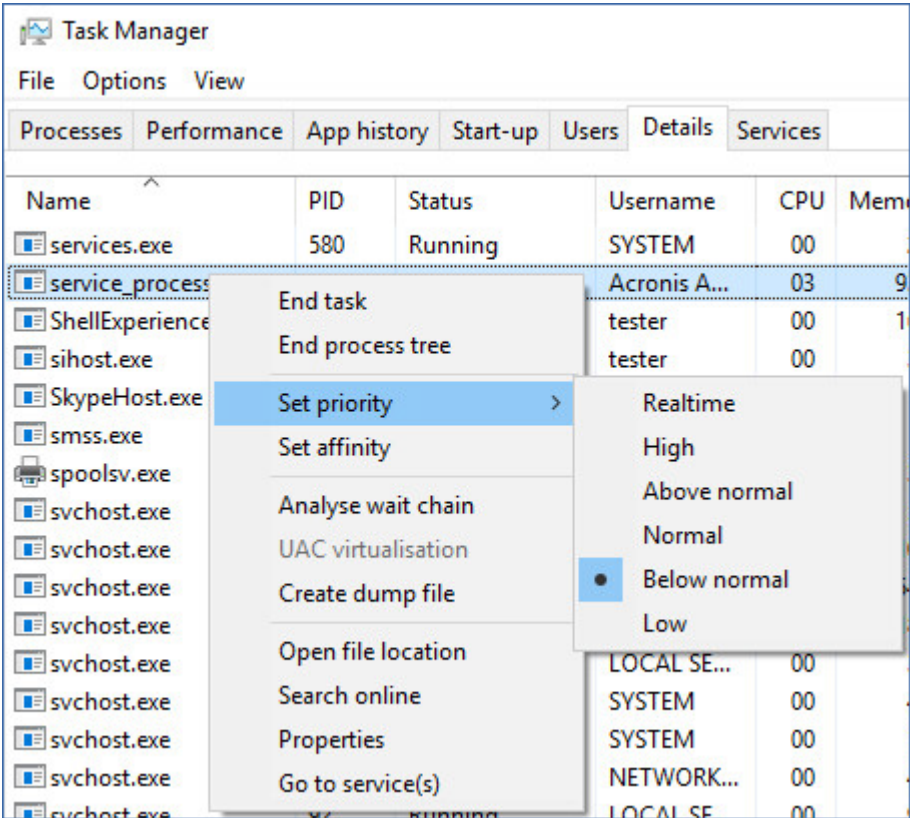 Task Manager
File Options View
Processes Performance App history Start-up Users Details Services
Name PID Status Username CPU
services.exe 580 Running SYSTEM 00
service_process Acronis A... 03
End task
ShellExperience tester 00
End process tree
sihost.exe tester 00
SkypeHost.exe Set priority > Realtime
smss.exe Set affinity High
spoolsv.exe Above normal
svchost.exe Analyse wait chain Normal
svchost.exe UAC virtualisation
svchost.exe Create dump file Below normal
svchost.exe Low
svchost.exe Open file location LOCAL SE... 00
svchost.exe Search online SYSTEM 00
svchost.exe Properties SYSTEM 00
svchost.exe Go to service(s) NETWORK... 00